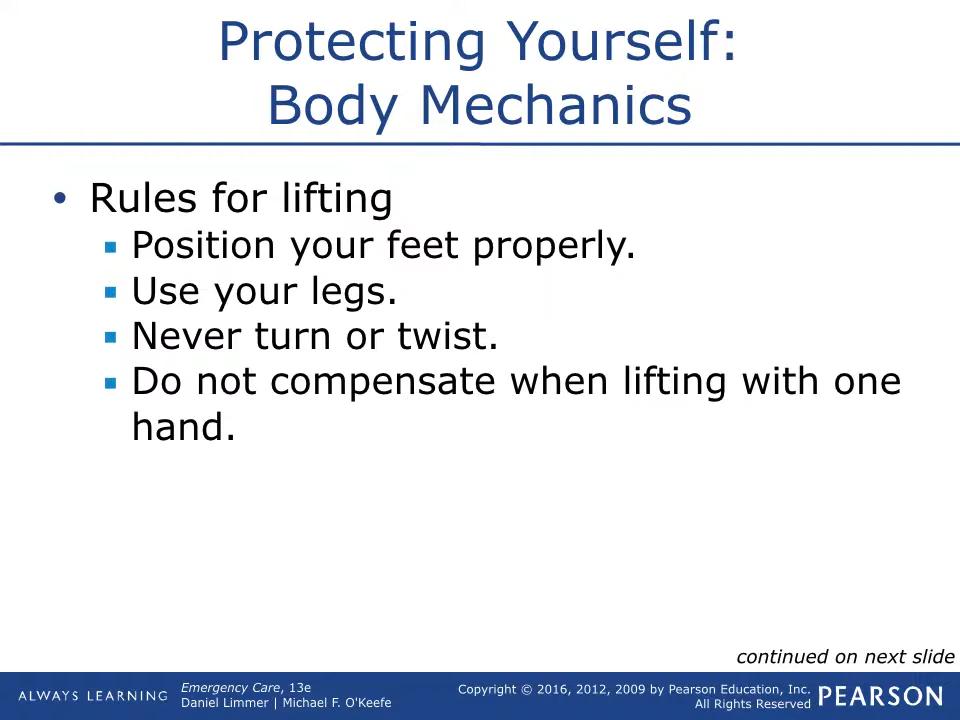 Protecting Yourself:
Body Mechanics
• Rules for lifting
▪ Position your feet properly.
▪ Use your legs.
▪ Never turn or twist.
▪ Do not compensate when lifting with one
hand.
continued on next slide
ALWAYS LEARNING
Emergency Care, 13e
Daniel Limmer | Michael F. O'Keefe
Copyright © 2016, 2012, 2009 by Pearson Education, Inc.
All Rights Reserved
PEARSON